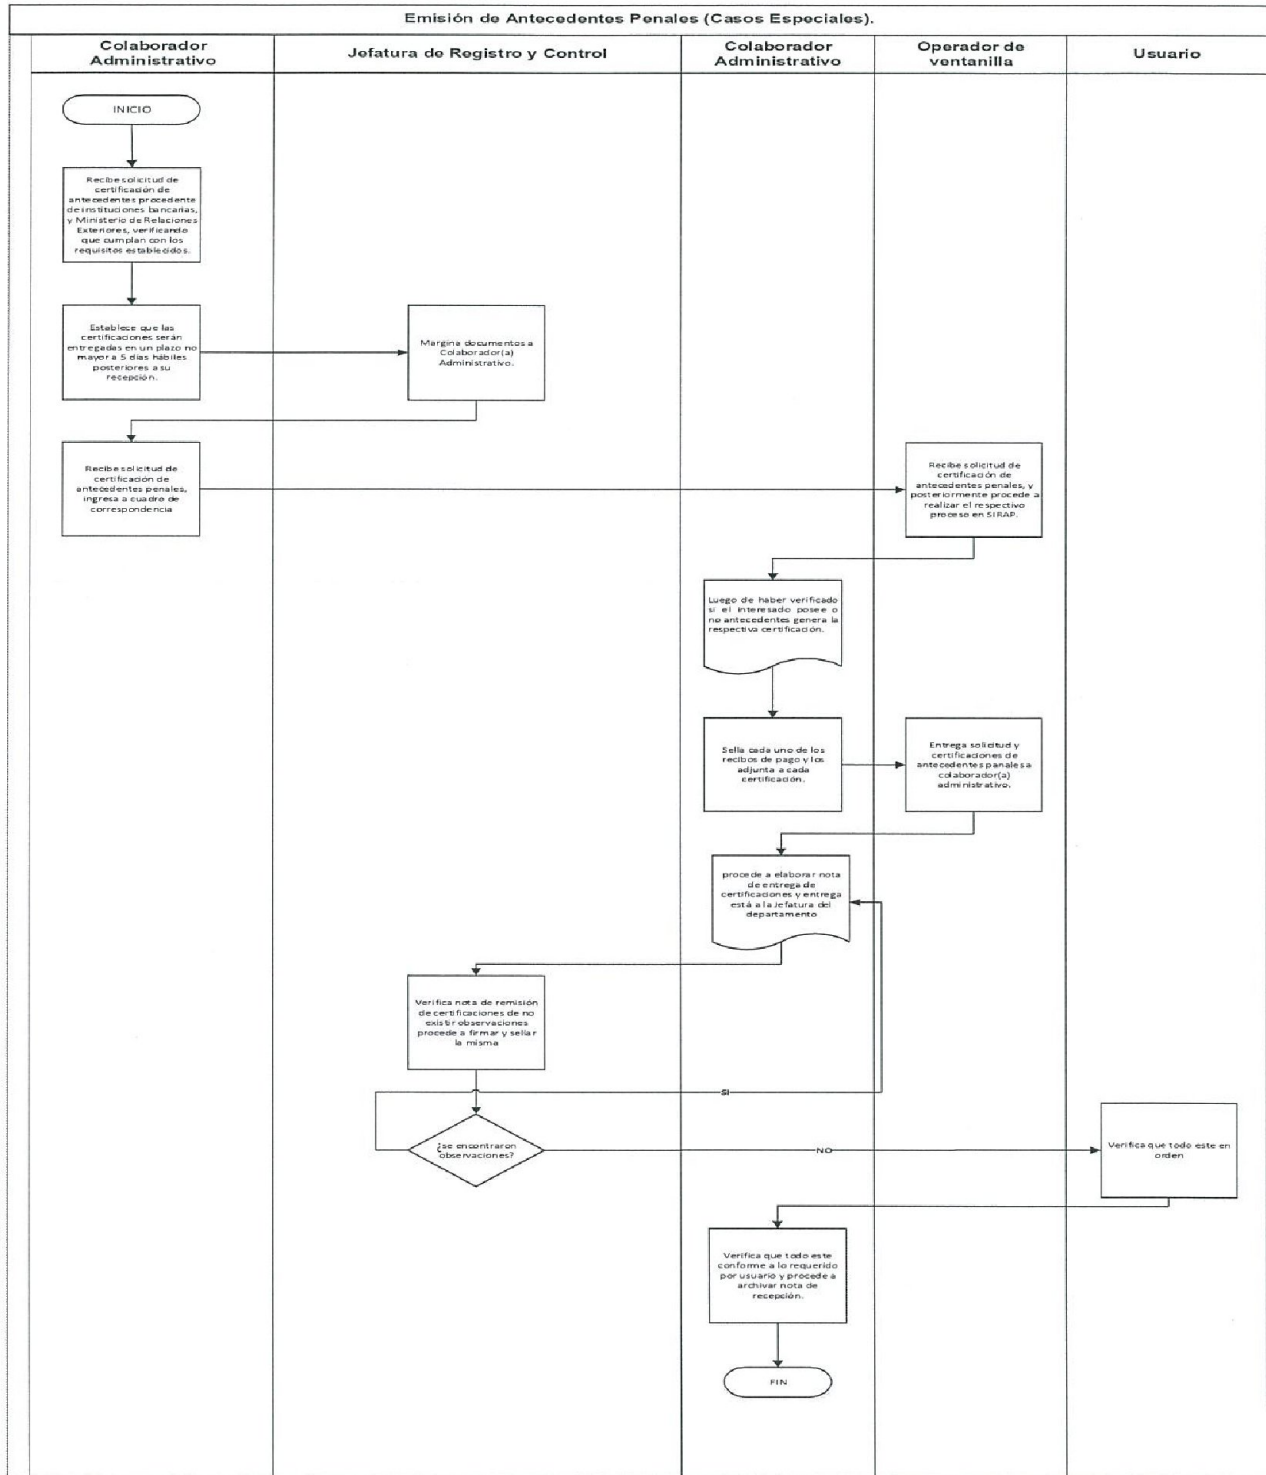 Emisión de Antecedentes Penales (Casos Especiales).
Colaborador
Administrativo
Jefatura de Registro y Control
Colaborador
Administrativo
Operador de
ventanilla
Usuario
INICIO
Recibe solicitud de
certificación de
antecedentes procedente
de instituciones bancarias,
y Ministerio de Relaciones
Exteriores, verificando
que cumplan con los
requisitos establecidos.
Establece que las
certificaciones serán
entregadas en un plazo no
mayor a 5 días hábiles
posteriores a su
recepción.
Margina documentos a
Colaborador(a)
Administrativo.
Recibe solicitud de
certificación de
antecedentes penales,
ingresa a cuadro de
correspondencia
Recibe solicitud de
certificación de
antecedentes penales, y
posteriormente procede a
realizar el respectivo
proceso en SIRAP.
Luego de haber verificado
si el interesado posee o
no antecedentes genera la
respectiva certificación.
Sella cada uno de los
recibos de pago y los
adjunta a cada
certificación.
Entrega solicitud y
certificaciones de
antecedentes panales a
colaborador(a)
administrativo.
procede a elaborar nota
de entrega de
certificaciones y entrega
está a la Jefatura del
departamento
Verifica nota de remisión
de certificaciones de no
existir observaciones
procede a firmar y sellar
la misma
SI
¿se encontraron
observaciones?
NO
Verifica que todo este en
orden
Verifica que todo este
conforme a lo requerido
por usuario y procede a
archivar nota de
recepción.
FIN